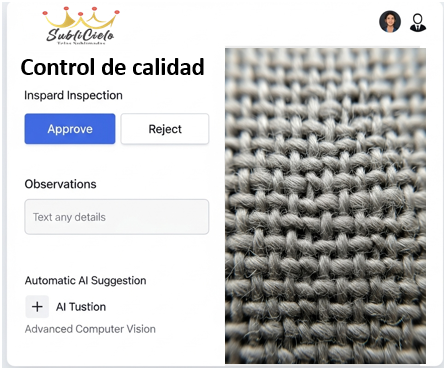 SubliCielo
Telas Sublimadas
Control de calidad
Inspard Inspection
Approve
Reject
Observations
Text any details
Automatic AI Suggestion
+ AI Tustion
Advanced Computer Vision